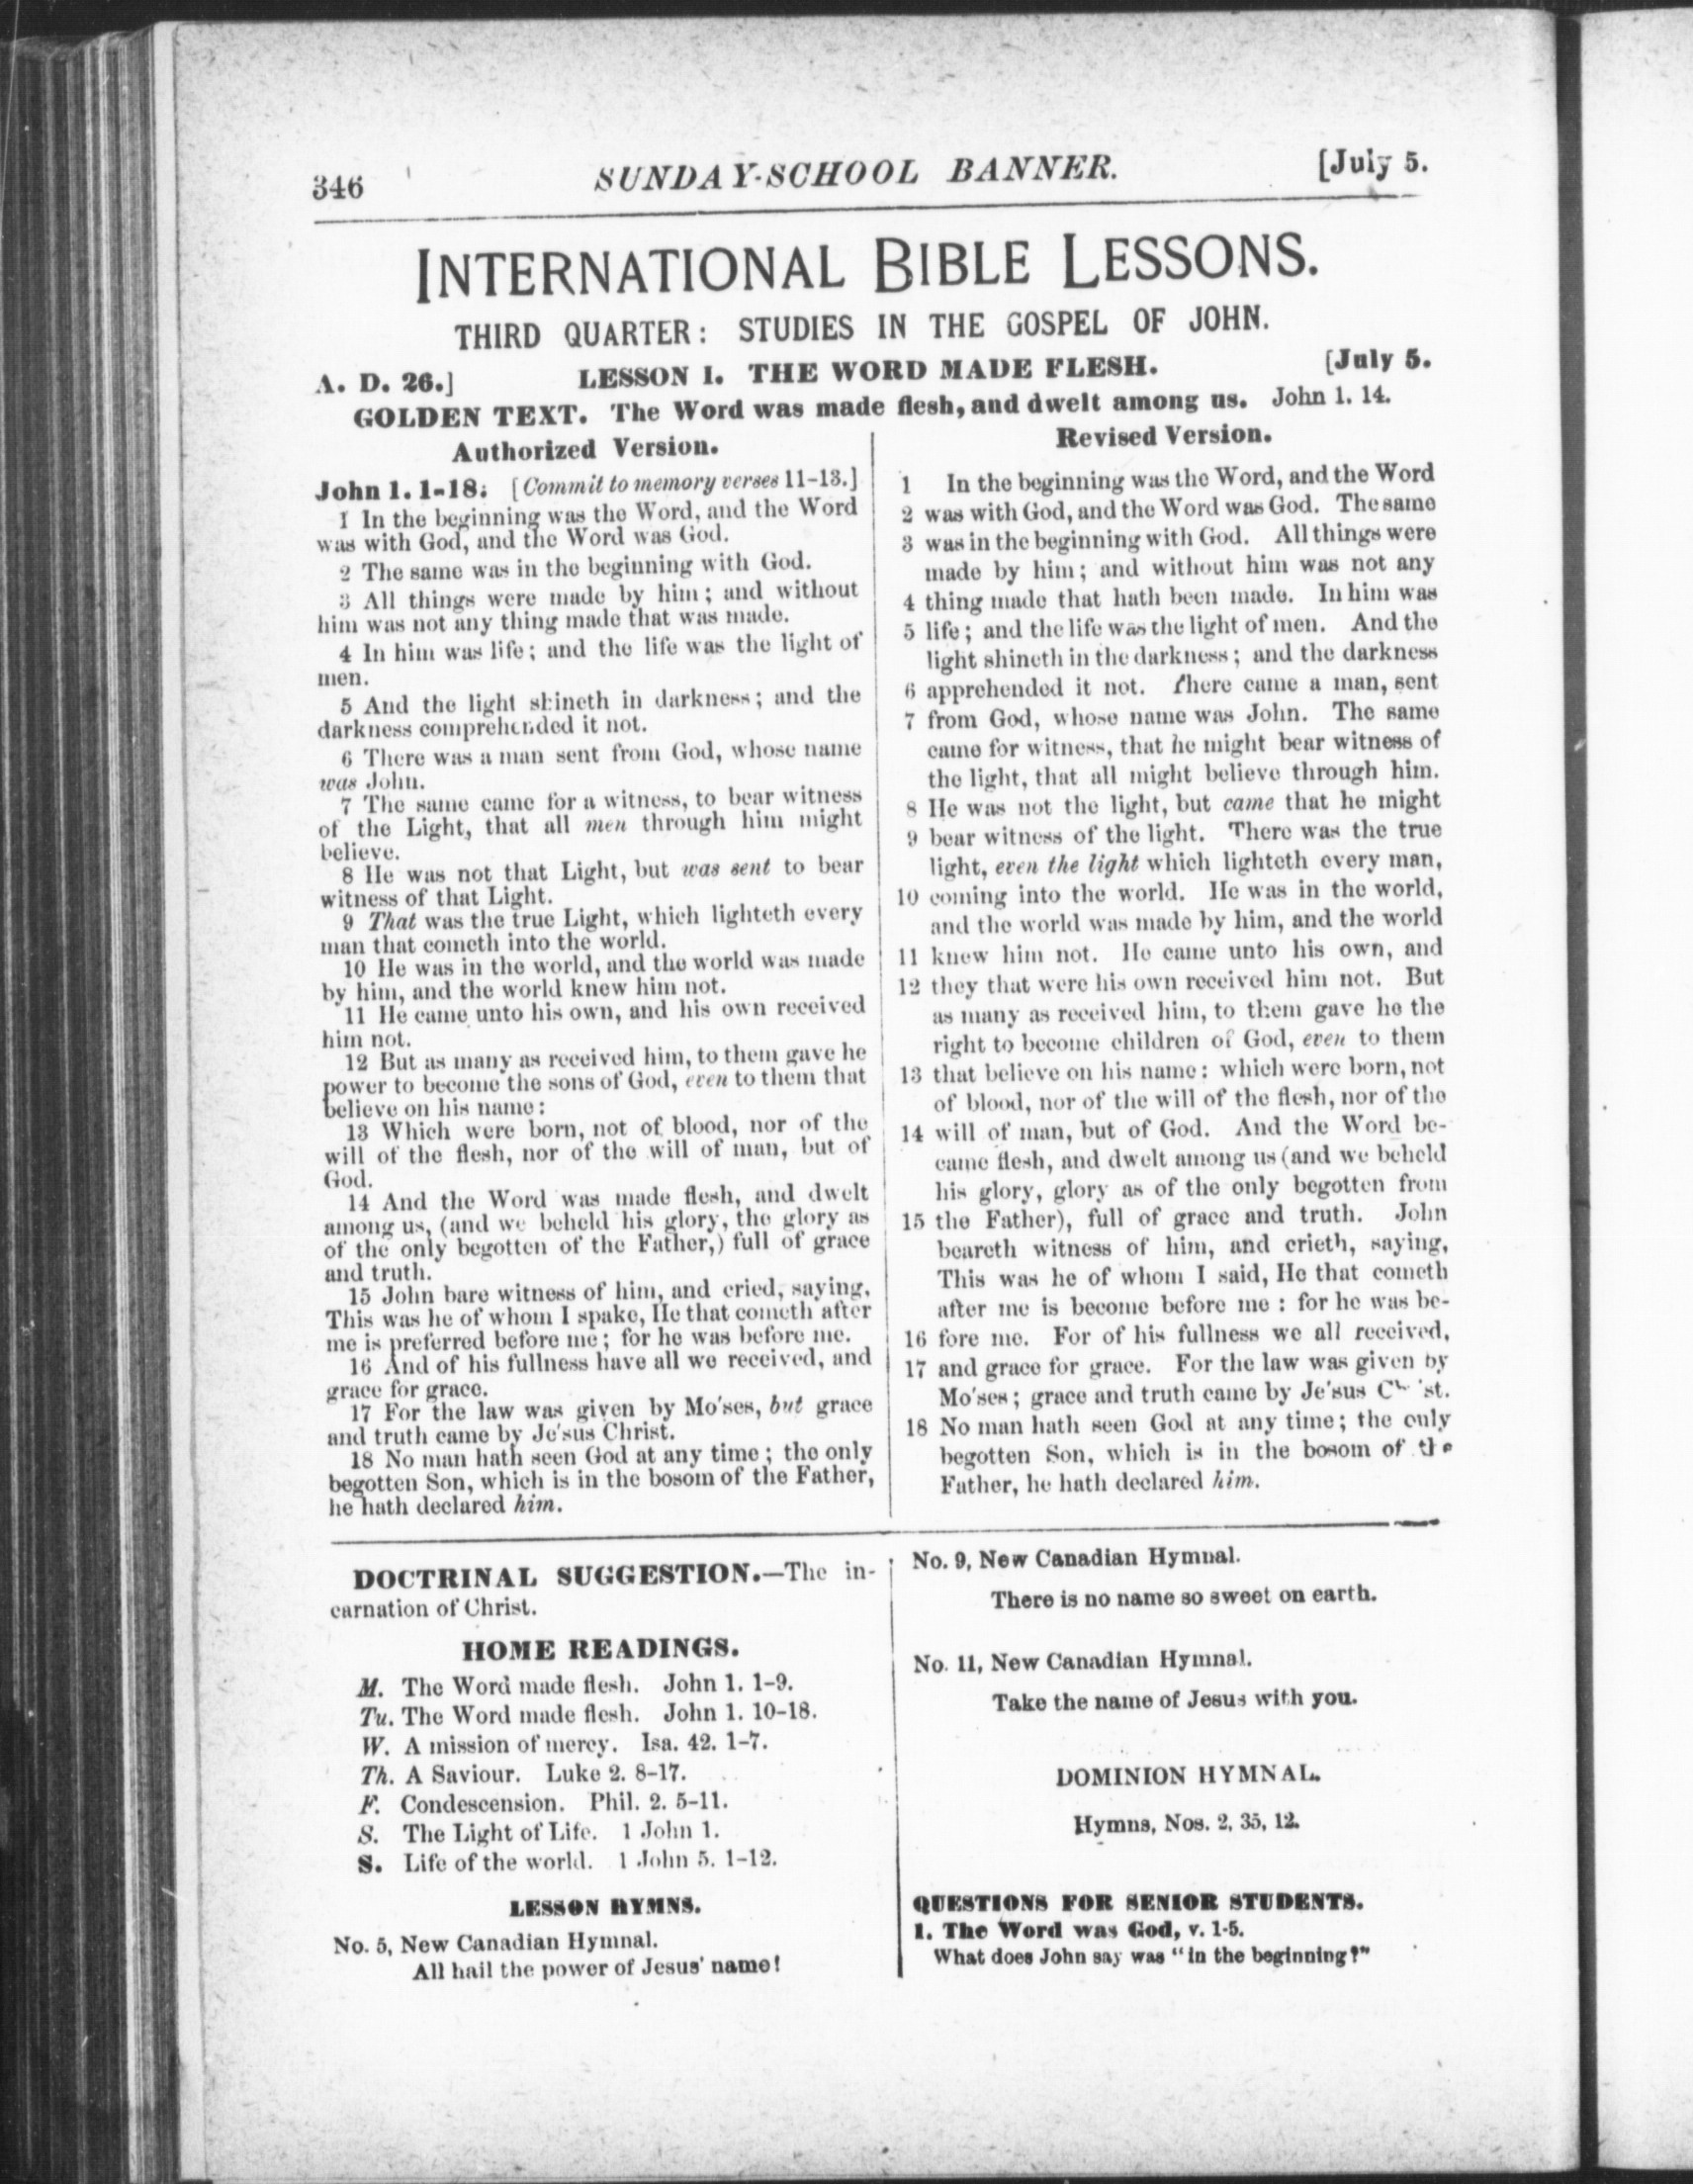 346
SUNDAY-SCHOOL BANNER.
[July 5.
INTERNATIONAL BIBLE LESSONS.
THIRD QUARTER: STUDIES IN THE GOSPEL OF JOHN.
A. D. 26.]
LESSON I. THE WORD MADE FLESH.
[July 5.
GOLDEN TEXT. The Word was made flesh, and dwelt among us. John 1. 14.
Authorized Version.
John 1. 1-18. [Commit to memory verses 11-13.]
1 In the beginning was the Word, and the Word
was with God, and the Word was God.
2 The same was in the beginning with God.
3 All things were made by him; and without
him was not any thing made that was made.
4 In him was life; and the life was the light of
men.
5 And the light shineth in darkness; and the
darkness comprehended it not.
6 There was a man sent from God, whose name
was John.
7 The same came for a witness, to bear witness
of the Light, that all men through him might
believe.
8 He was not that Light, but was sent to bear
witness of that Light.
9 That was the true Light, which lighteth every
man that cometh into the world.
10 He was in the world, and the world was made
by him, and the world knew him not.
11 He came unto his own, and his own received
him not.
12 But as many as received him, to them gave he
power to become the sons of God, even to them that
believe on his name:
13 Which were born, not of blood, nor of the
will of the flesh, nor of the will of man, but of
God.
14 And the Word was made flesh, and dwelt
among us, (and we beheld his glory, the glory as
of the only begotten of the Father,) full of grace
and truth.
15 John bare witness of him, and cried, saying,
This was he of whom I spake, He that cometh after
me is preferred before me; for he was before me.
16 And of his fullness have all we received, and
grace for grace.
17 For the law was given by Mo'ses, but grace
and truth came by Je'sus Christ.
18 No man hath seen God at any time; the only
begotten Son, which is in the bosom of the Father,
he hath declared him.
Revised Version.
1 In the beginning was the Word, and the Word
2 was with God, and the Word was God. The same
3 was in the beginning with God. All things were
made by him; and without him was not any
4 thing made that hath been made. In him was
5 life; and the life was the light of men. And the
light shineth in the darkness; and the darkness
6 apprehended it not. There came a man, sent
7 from God, whose name was John. The same
came for witness, that he might bear witness of
the light, that all might believe through him.
8 He was not the light, but came that he might
9 bear witness of the light. There was the true
light, even the light which lighteth every man,
10 coming into the world. He was in the world,
and the world was made by him, and the world
11 knew him not. He came unto his own, and
12 they that were his own received him not. But
as many as received him, to them gave he the
right to become children of God, even to them
13 that believe on his name: which were born, not
of blood, nor of the will of the flesh, nor of the
14 will of man, but of God. And the Word be-
came flesh, and dwelt among us (and we beheld
his glory, glory as of the only begotten from
15 the Father), full of grace and truth. John
beareth witness of him, and crieth, saying,
This was he of whom I said, He that cometh
after me is become before me : for he was be-
16 fore me. For of his fullness we all received,
17 and grace for grace. For the law was given by
Mo'ses; grace and truth came by Je'sus
18 No man hath seen God at any time; the only
begotten Son, which is in the bosom of the
Father, he hath declared him.
DOCTRINAL SUGGESTION.—The in-
carnation of Christ.
HOME READINGS.
M. The Word made flesh. John 1. 1-9.
Tu. The Word made flesh. John 1. 10-18.
W. A mission of mercy. Isa. 42. 1-7.
Th. A Saviour. Luke 2. 8-17.
F. Condescension. Phil. 2. 5-11.
S. The Light of Life. 1 John 1.
S. Life of the world. 1 John 5. 1-12.
LESSON HYMNS.
No. 5, New Canadian Hymnal.
All hail the power of Jesus' name!
No. 9, New Canadian Hymnal.
There is no name so sweet on earth.
No. 11, New Canadian Hymnal.
Take the name of Jesus with you.
DOMINION HYMNAL.
Hymns, Nos. 2, 35, 12.
QUESTIONS FOR SENIOR STUDENTS.
1. The Word was God, v. 1-5.
What does John say was "in the beginning?"